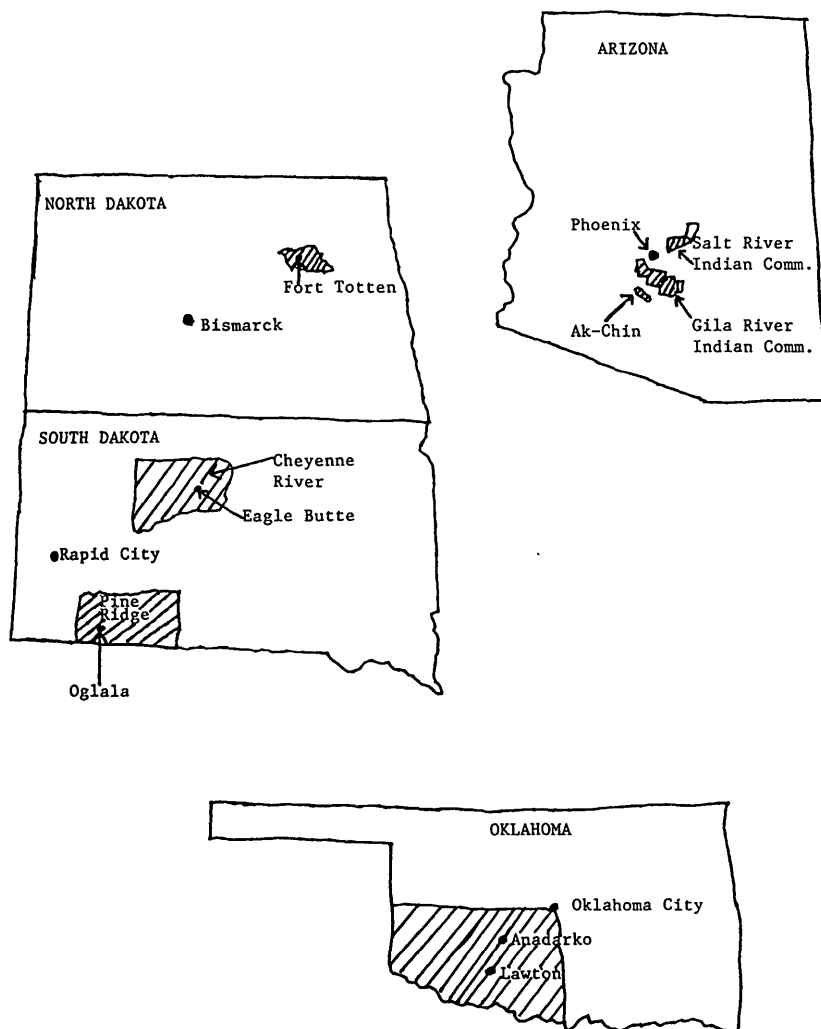 ARIZONA
Phoenix
Salt River
Indian Comm.
Ak-Chin
Gila River
Indian Comm.
NORTH DAKOTA
Fort Totten
Bismarck
SOUTH DAKOTA
Cheyenne
River
Eagle Butte
Rapid City
Pine
Ridge
Oglala
OKLAHOMA
Oklahoma City
Anadarko
Lawton